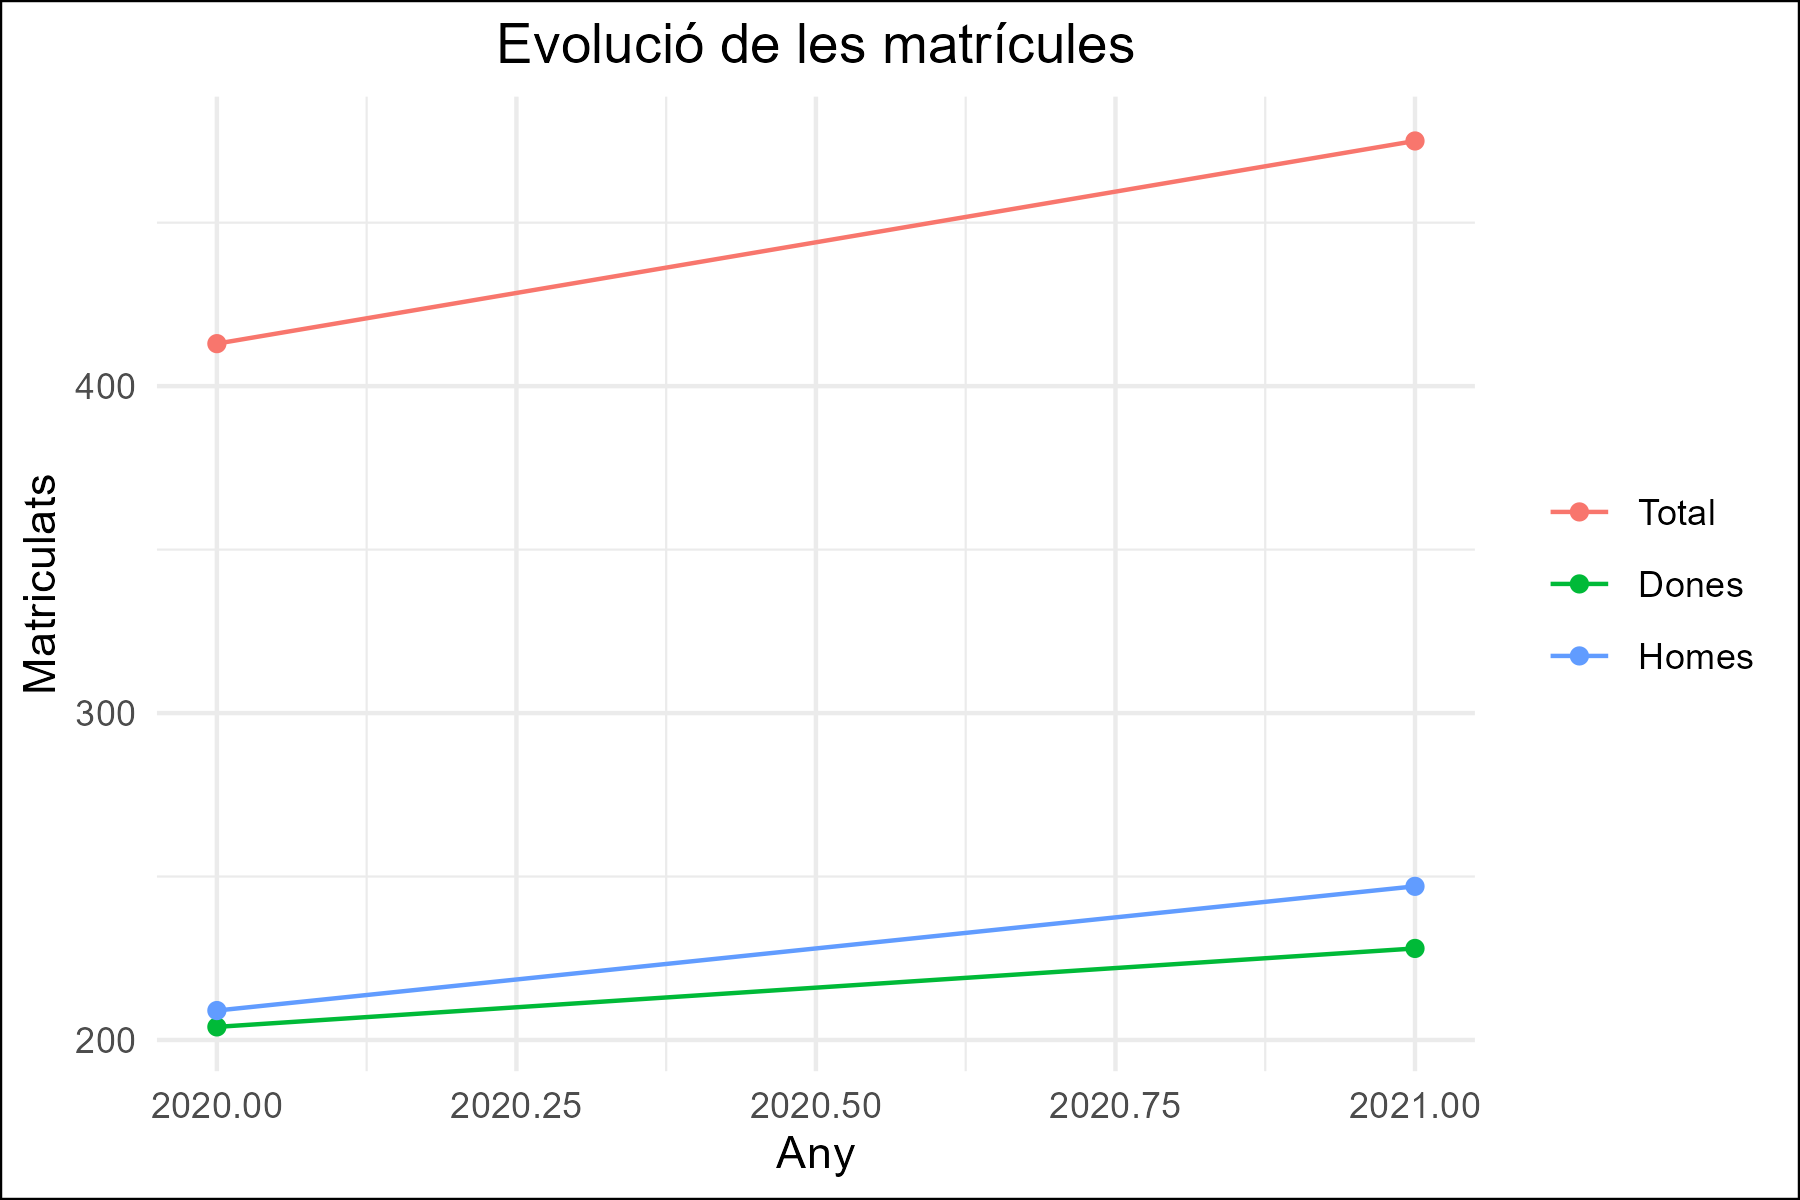 Evolució de les matrícules
Matriculats
400
300
200
2020.00
2020.25
2020.50
2020.75
2021.00
Any
Total
Dones
Homes